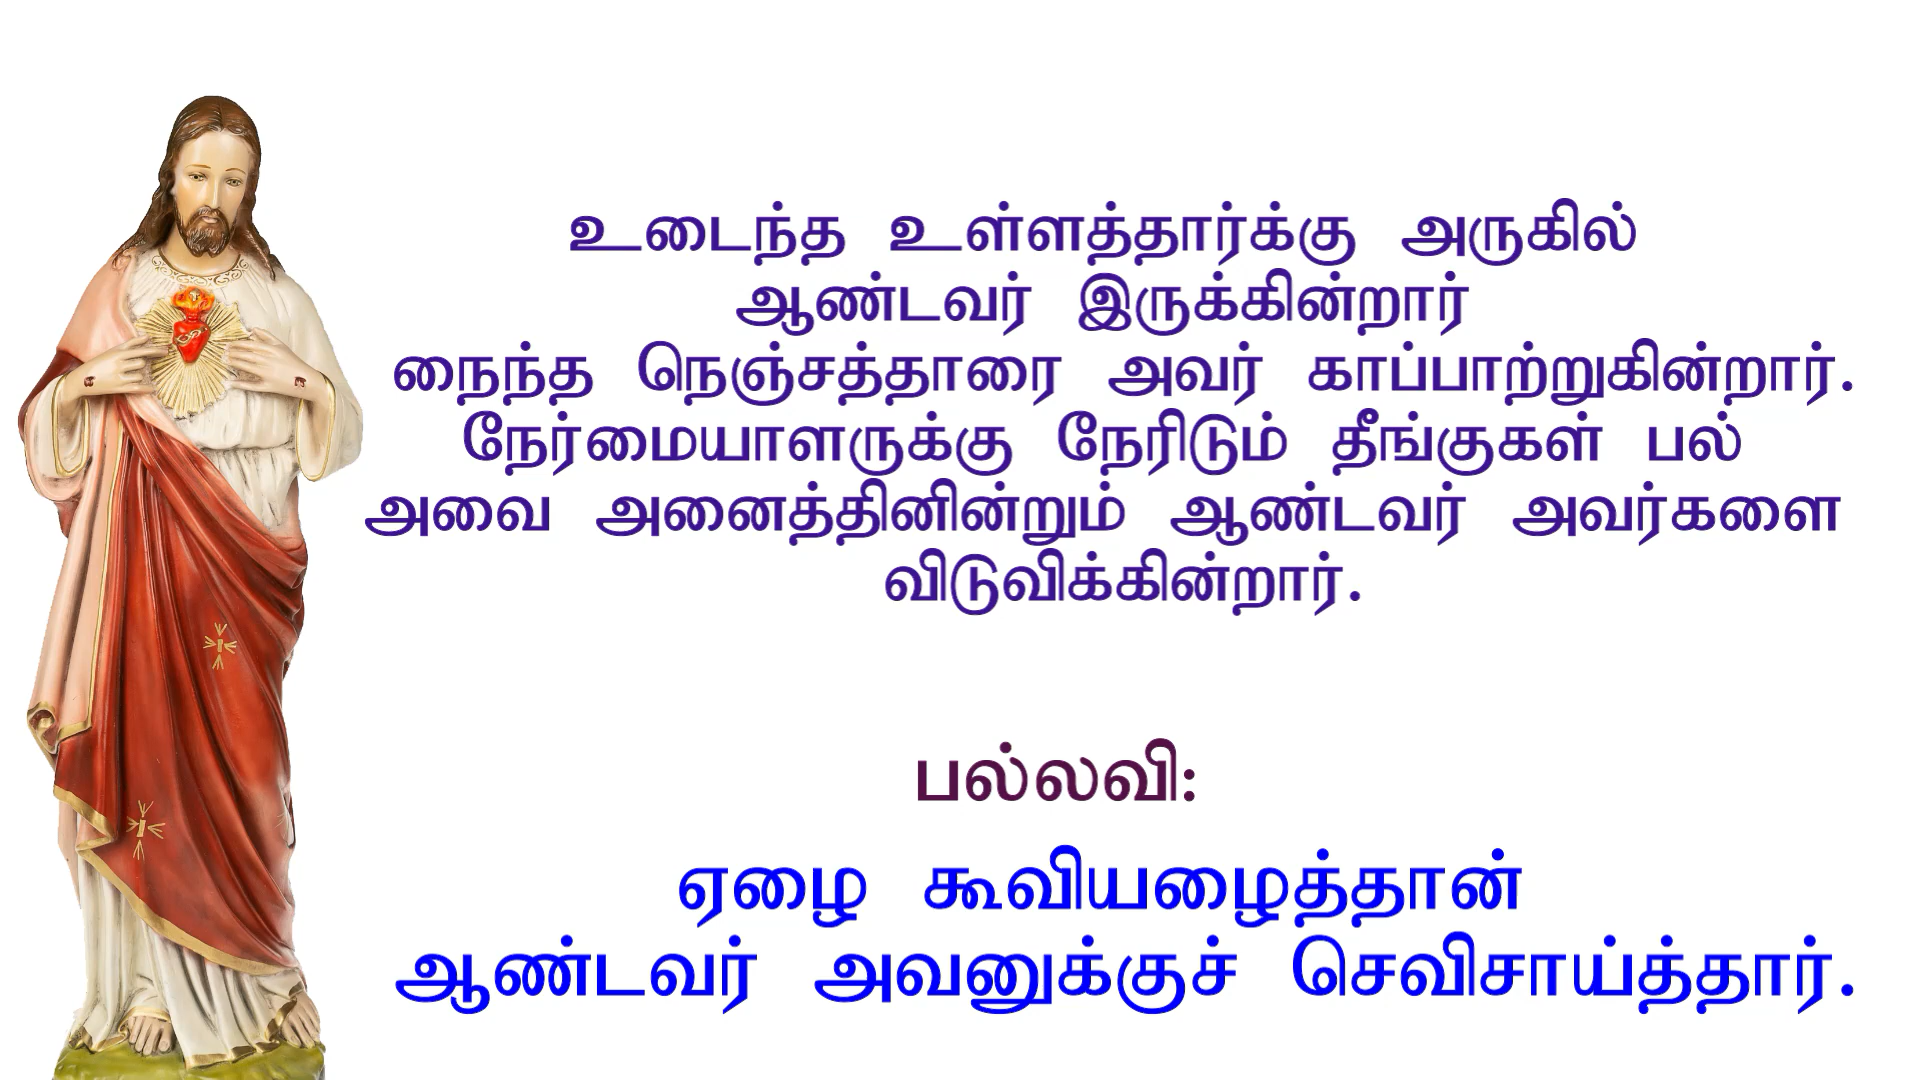 உடைந்த உள்ளத்தார்க்கு அருகில்
ஆண்டவர் இருக்கின்றார்
நைந்த நெஞ்சத்தாரை அவர் காப்பாற்றுகின்றார்.
நேர்மையாளருக்கு நேரிடும் தீங்குகள் பல்
அவை அனைத்தினின்றும் ஆண்டவர் அவர்களை
விடுவிக்கின்றார்.
பல்லவி:
ஏழை கூவியழைத்தான்
ஆண்டவர் அவனுக்குச் செவிசாய்த்தார்.